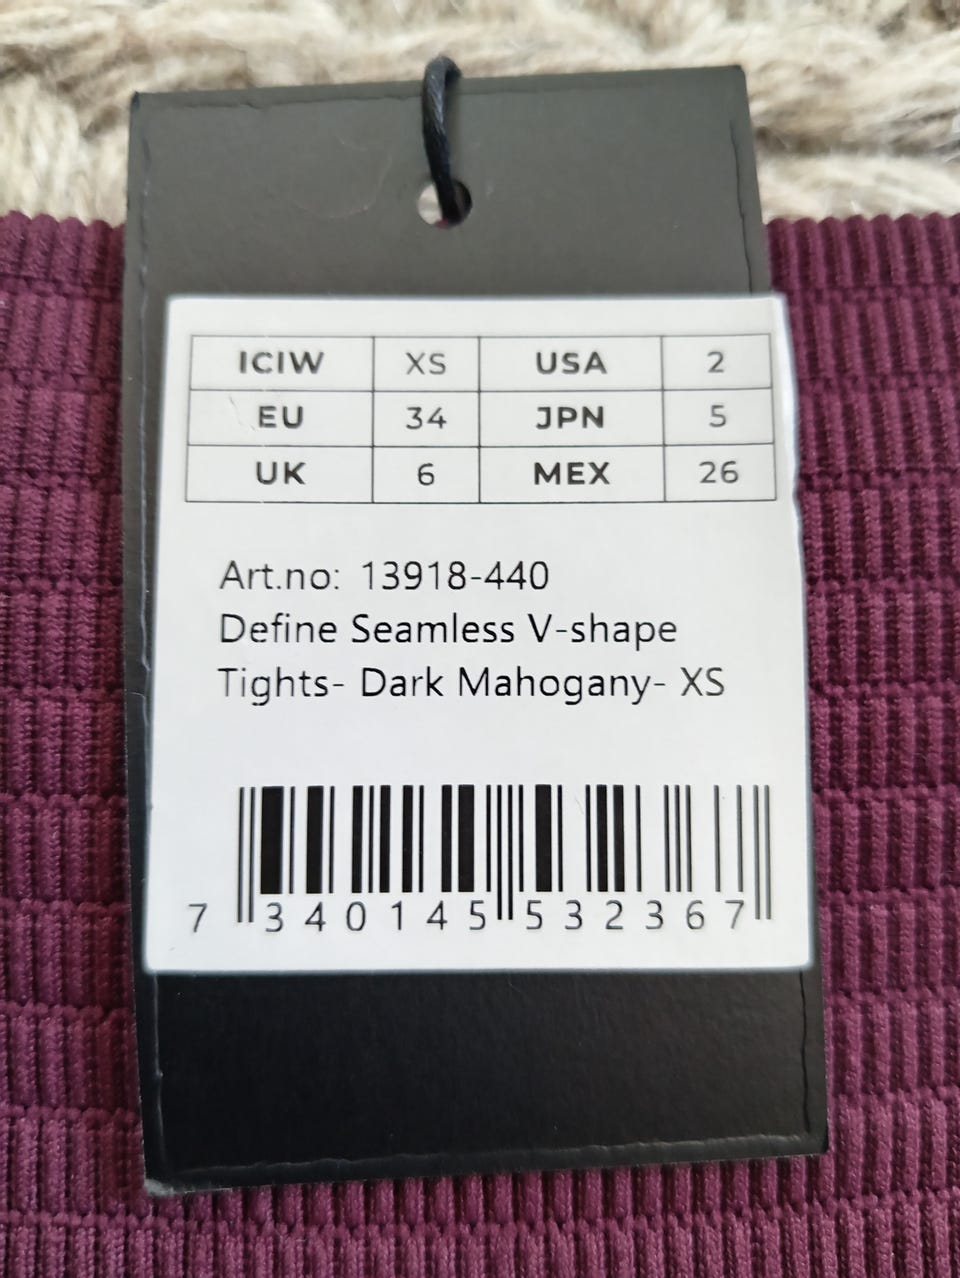 ICIW XS USA 2
EU 34 JPN 5
UK 6 MEX 26
Art.no: 13918-440
Define Seamless V-shape
Tights- Dark Mahogany- XS
7 340145 532367